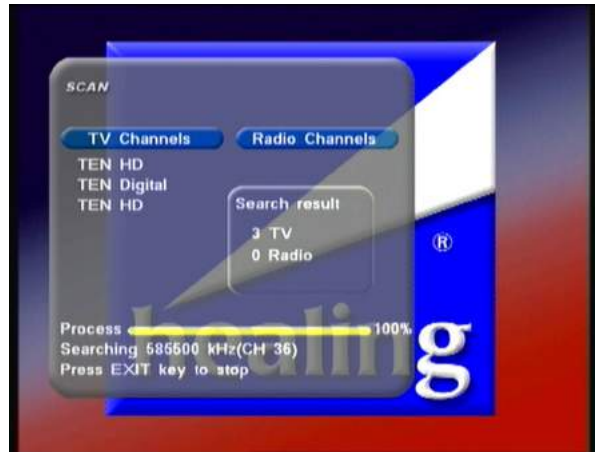 SCAN
TV Channels
Radio Channels
TEN HD
TEN Digital
TEN HD
Search result
3 TV
0 Radio
®
Process 100%
Searching 585500 kHz(CH 36)
Press EXIT key to stop
healing